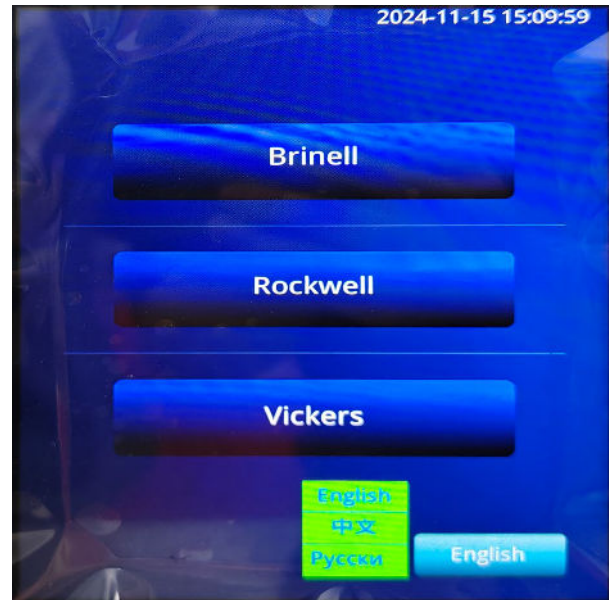 2024-11-15 15:09:59
Brinell
Rockwell
Vickers
English
中文
Русски
English